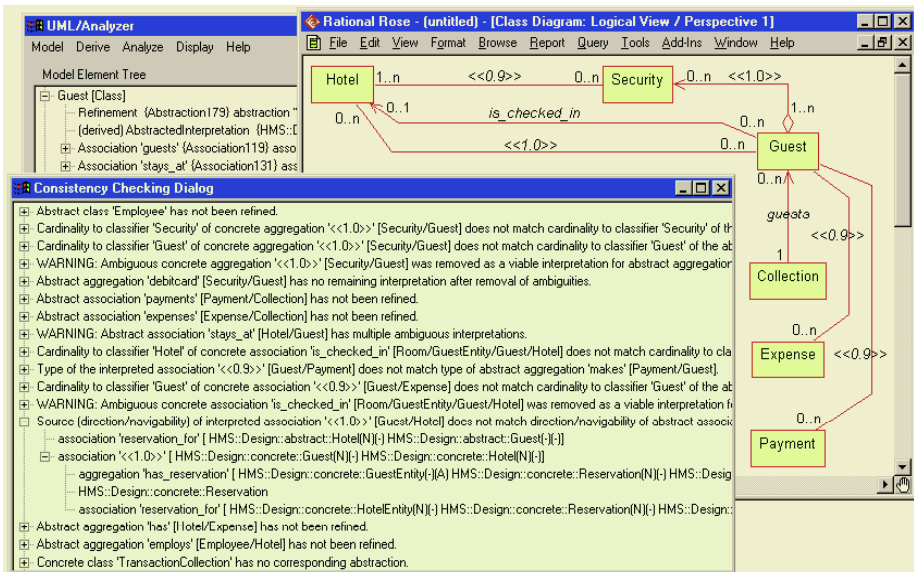 UML/Analyzer
Model Derive Analyze Display Help
Model Element Tree
Guest [Class]
Refinement {Abstraction179} abstraction "
(derived) AbstractedInterpretation {HMS::D
Association 'guests' {Association119} asso
Association 'stays_at' {Association131} ass
Rational Rose - (untitled) - [Class Diagram: Logical View / Perspective 1]
File Edit View Format Browse Report Query Tools Add-Ins Window Help
Hotel 1..n <<0.9>> 0..n Security 0..n <<1.0>>
0..n 0..1 is_checked_in 0..n 1..n
<<1.0>> 0..n Guest
0..n
guests <<0.9>>
1
Collection
0..n
Expense <<0.9>>
0..n
Payment
Consistency Checking Dialog
Abstract class 'Employee' has not been refined.
Cardinality to classifier 'Security' of concrete aggregation '<<1.0>>' [Security/Guest] does not match cardinality to classifier 'Security' of th
Cardinality to classifier 'Guest' of concrete aggregation '<<1.0>>' [Security/Guest] does not match cardinality to classifier 'Guest' of the ab
WARNING: Ambiguous concrete aggregation '<<1.0>>' [Security/Guest] was removed as a viable interpretation for abstract aggregation
Abstract aggregation 'debitcard' [Security/Guest] has no remaining interpretation after removal of ambiguities.
Abstract association 'payments' [Payment/Collection] has not been refined.
Abstract association 'expenses' [Expense/Collection] has not been refined.
WARNING: Abstract association 'stays_at' [Hotel/Guest] has multiple ambiguous interpretations.
Cardinality to classifier 'Hotel' of concrete association 'is_checked_in' [Room/GuestEntity/Guest/Hotel] does not match cardinality to cla
Type of the interpreted association '<<0.9>>' [Guest/Payment] does not match type of abstract aggregation 'makes' [Payment/Guest].
Cardinality to classifier 'Guest' of concrete association '<<0.9>>' [Guest/Expense] does not match cardinality to classifier 'Guest' of the ab
WARNING: Ambiguous concrete association 'is_checked_in' [Room/GuestEntity/Guest/Hotel] was removed as a viable interpretation f
Source (direction/navigability) of interpreted association '<<1.0>>' [Guest/Hotel] does not match direction/navigability of abstract associ
association 'reservation_for' [ HMS::Design::abstract::Hotel(N)(-) HMS::Design::abstract::Guest(-)(-)]
association '<<1.0>>' [ HMS::Design::concrete::Guest(N)(-) HMS::Design::concrete::Hotel(N)(-)]
aggregation 'has_reservation' [ HMS::Design::concrete::GuestEntity(-)(A) HMS::Design::concrete::Reservation(N)(-) HMS::Desig
HMS::Design::concrete::Reservation
association 'reservation_for' [ HMS::Design::concrete::HotelEntity(N)(-) HMS::Design::concrete::Reservation(N)(-) HMS::Design::
Abstract aggregation 'has' [Hotel/Expense] has not been refined.
Abstract aggregation 'employs' [Employee/Hotel] has not been refined.
Concrete class 'TransactionCollection' has no corresponding abstraction.